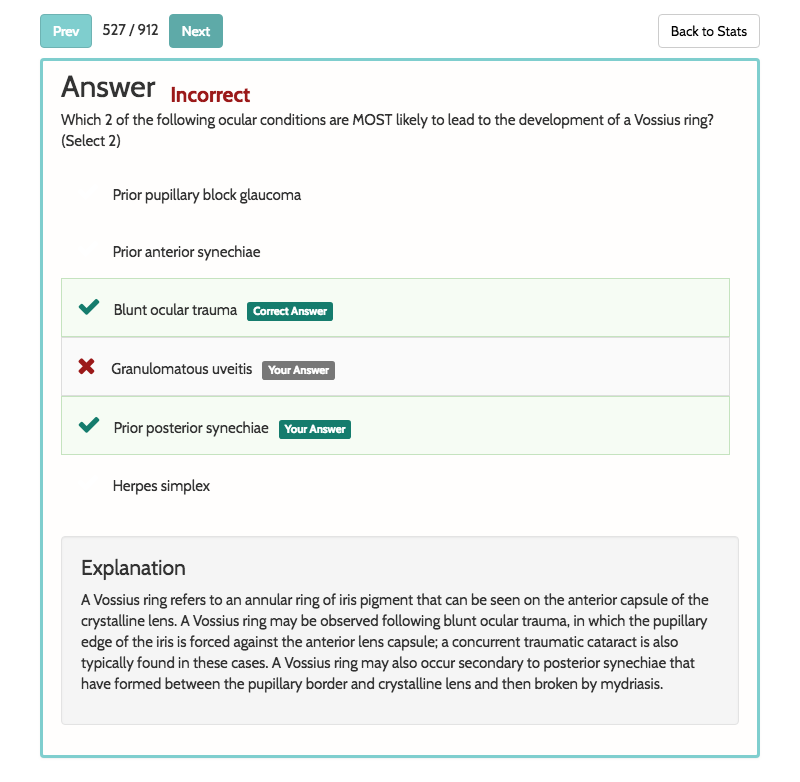 Prev 527 / 912 Next Back to Stats
Answer Incorrect
Which 2 of the following ocular conditions are MOST likely to lead to the development of a Vossius ring?
(Select 2)
Prior pupillary block glaucoma
Prior anterior synechiae
Blunt ocular trauma Correct Answer
Granulomatous uveitis Your Answer
Prior posterior synechiae Your Answer
Herpes simplex
Explanation
A Vossius ring refers to an annular ring of iris pigment that can be seen on the anterior capsule of the
crystalline lens. A Vossius ring may be observed following blunt ocular trauma, in which the pupillary
edge of the iris is forced against the anterior lens capsule; a concurrent traumatic cataract is also
typically found in these cases. A Vossius ring may also occur secondary to posterior synechiae that
have formed between the pupillary border and crystalline lens and then broken by mydriasis.